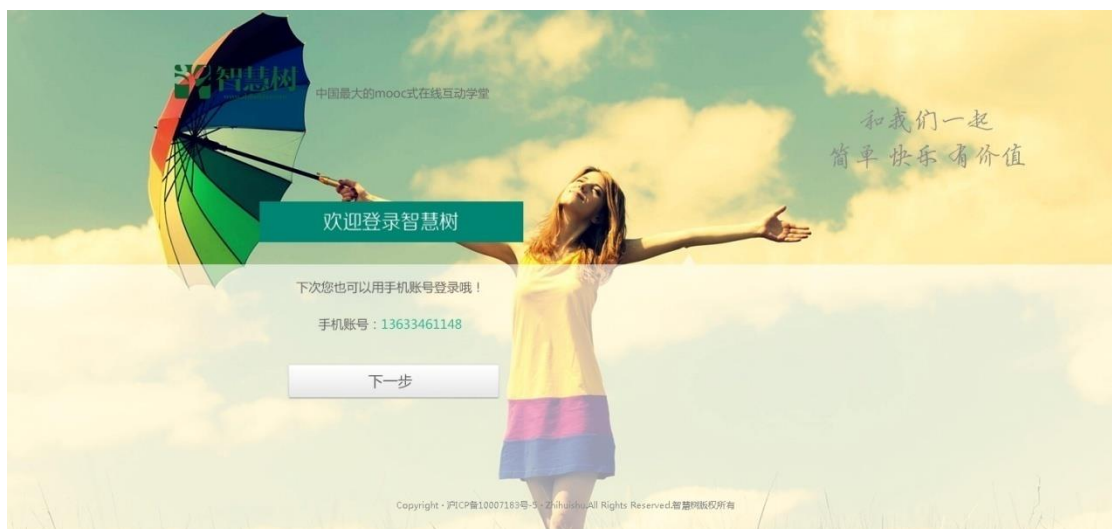 智慧树
中国最大的mooc式在线互动学堂
和我们一起
简单 快乐 有价值
欢迎登录智慧树
下次您也可以用手机账号登录哦！
手机账号：13633461148
下一步
Copyright - 沪ICP备10007183号-5 - Zhihuishu.All Rights Reserved.智慧树版权所有